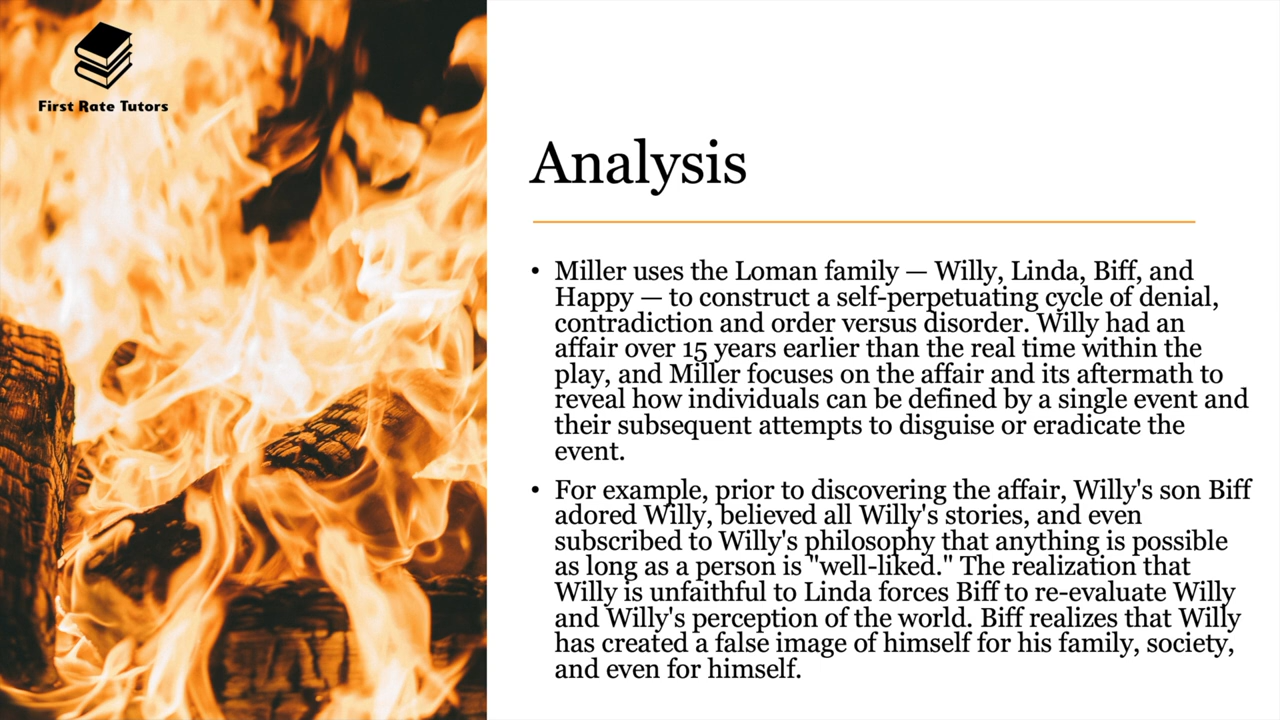 First Rate Tutors
Analysis
• Miller uses the Loman family — Willy, Linda, Biff, and
Happy — to construct a self-perpetuating cycle of denial,
contradiction and order versus disorder. Willy had an
affair over 15 years earlier than the real time within the
play, and Miller focuses on the affair and its aftermath to
reveal how individuals can be defined by a single event and
their subsequent attempts to disguise or eradicate the
event.
• For example, prior to discovering the affair, Willy's son Biff
adored Willy, believed all Willy's stories, and even
subscribed to Willy's philosophy that anything is possible
as long as a person is "well-liked." The realization that
Willy is unfaithful to Linda forces Biff to re-evaluate Willy
and Willy's perception of the world. Biff realizes that Willy
has created a false image of himself for his family, society,
and even for himself.